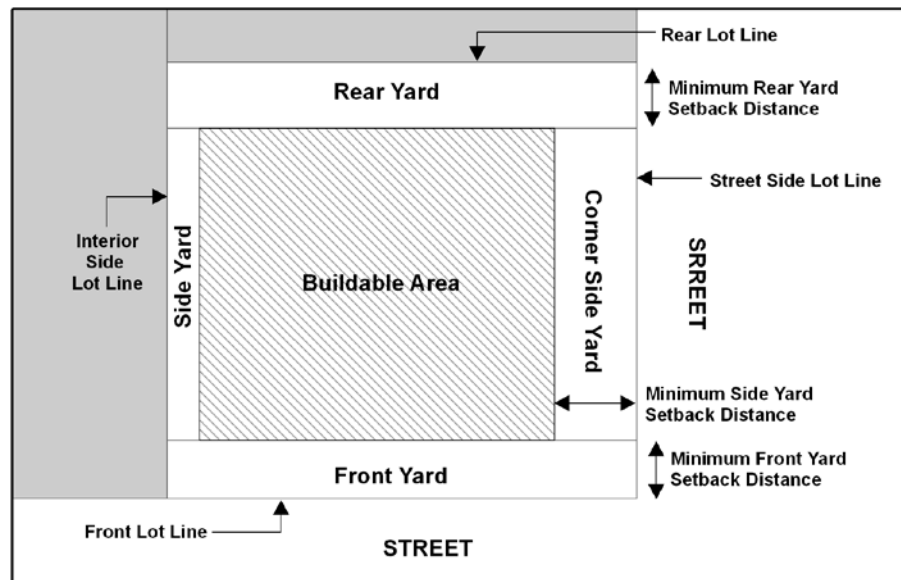 Rear Lot Line
Rear Yard
Minimum Rear Yard
Setback Distance
Street Side Lot Line
Interior
Side
Lot Line
Side Yard
Buildable Area
Corner Side Yard
SRREET
Minimum Side Yard
Setback Distance
Minimum Front Yard
Setback Distance
Front Yard
Front Lot Line
STREET